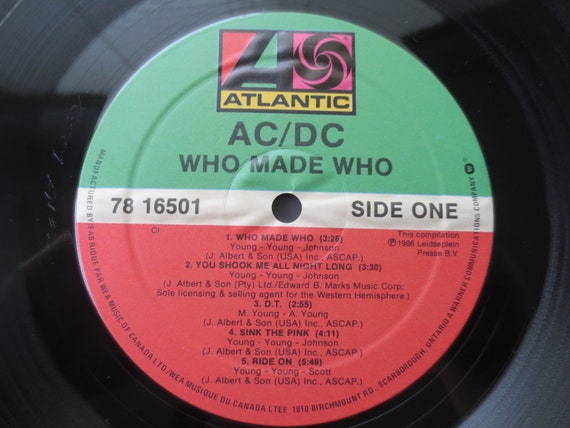 A
ATLANTIC
AC/DC
WHO MADE WHO
78 16501
SIDE ONE
CI
This compilation
℗1986 Leidseplein
Presse B.V.
1. WHO MADE WHO (3:26)
Young - Young - Johnson
(J. Albert & Son (USA) Inc., ASCAP.
2. YOU SHOOK ME ALL NIGHT LONG (3:30)
Young - Young - Johnson
(J. Albert & Son (Pty) Ltd./Edward B. Marks Music Corp.
Sole licensing & selling agent for the Western Hemisphere.)
3. D.T. (2:55)
M. Young - A. Young
(J. Albert & Son (USA) Inc., ASCAP.)
4. SINK THE PINK (4:11)
Young - Young - Johnson
(J. Albert & Son (USA) Inc., ASCAP.)
5. RIDE ON (5:48)
Young - Young - Scott
(J. Albert & Son (USA) Inc., ASCAP.)
MANUFACTURED BY/FABRIQUE PAR WEA MUSIC OF CANADA LTD./WEA MUSIQUE DU CANADA LTEE 1810 BIRCHMOUNT RD., SCARBOROUGH, ONTARIO A WARNER COMMUNICATIONS COMPANY